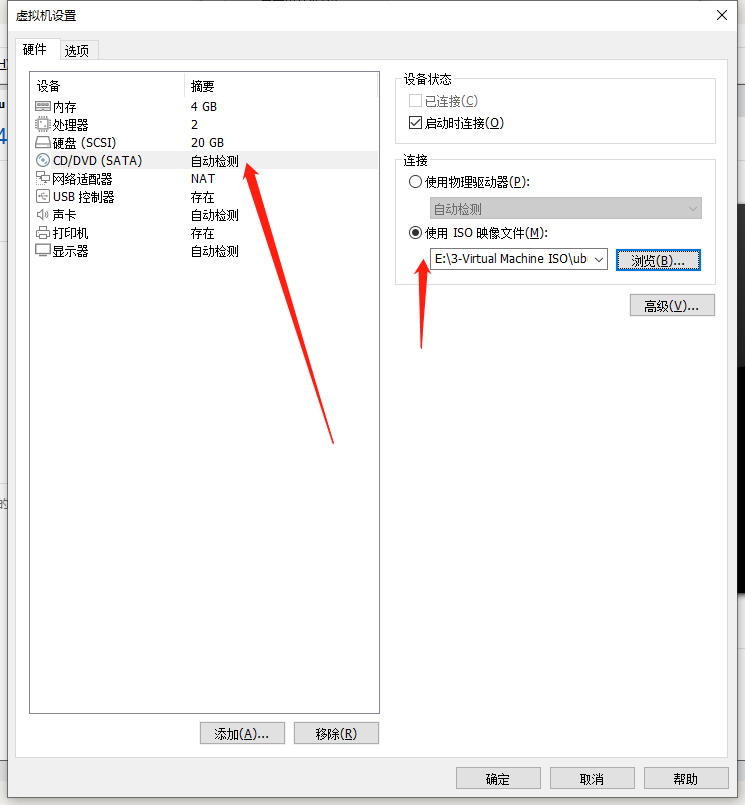 虚拟机设置
硬件 选项
设备 摘要
内存 4 GB
处理器 2
硬盘 (SCSI) 20 GB
CD/DVD (SATA) 自动检测
网络适配器 NAT
USB 控制器 存在
声卡 自动检测
打印机 存在
显示器 自动检测
添加(A)... 移除(R)
设备状态
已连接(C)
启动时连接(O)
连接
使用物理驱动器(P):
自动检测
使用 ISO 映像文件(M):
E:\3-Virtual Machine ISO\ub 浏览(B)...
高级(V)...
确定 取消 帮助